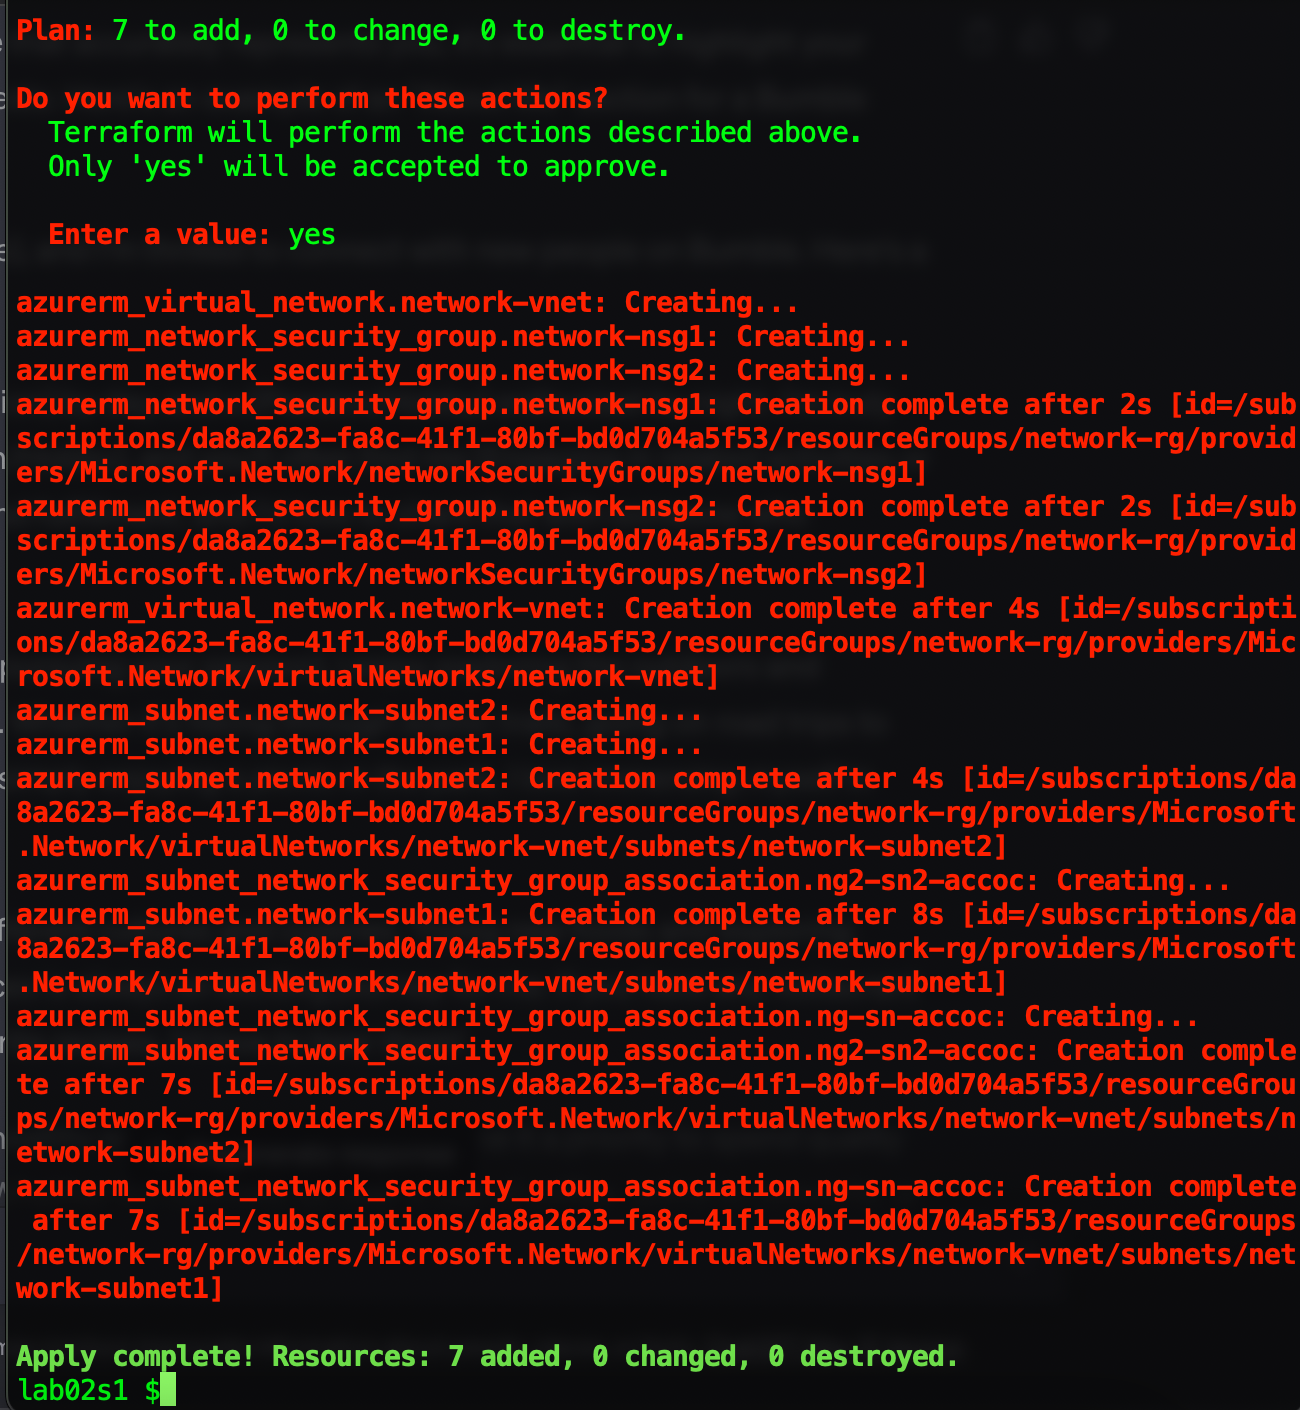 Plan: 7 to add, 0 to change, 0 to destroy.
Do you want to perform these actions?
Terraform will perform the actions described above.
Only 'yes' will be accepted to approve.
Enter a value: yes
azurerm_virtual_network.network-vnet: Creating...
azurerm_network_security_group.network-nsg1: Creating...
azurerm_network_security_group.network-nsg2: Creating...
azurerm_network_security_group.network-nsg1: Creation complete after 2s [id=/sub
scriptions/da8a2623-fa8c-41f1-80bf-bd0d704a5f53/resourceGroups/network-rg/provid
ers/Microsoft.Network/networkSecurityGroups/network-nsg1]
azurerm_network_security_group.network-nsg2: Creation complete after 2s [id=/sub
scriptions/da8a2623-fa8c-41f1-80bf-bd0d704a5f53/resourceGroups/network-rg/provid
ers/Microsoft.Network/networkSecurityGroups/network-nsg2]
azurerm_virtual_network.network-vnet: Creation complete after 4s [id=/subscripti
ons/da8a2623-fa8c-41f1-80bf-bd0d704a5f53/resourceGroups/network-rg/providers/Mic
rosoft.Network/virtualNetworks/network-vnet]
azurerm_subnet.network-subnet2: Creating...
azurerm_subnet.network-subnet1: Creating...
azurerm_subnet.network-subnet2: Creation complete after 4s [id=/subscriptions/da
8a2623-fa8c-41f1-80bf-bd0d704a5f53/resourceGroups/network-rg/providers/Microsoft
.Network/virtualNetworks/network-vnet/subnets/network-subnet2]
azurerm_subnet_network_security_group_association.ng2-sn2-accoc: Creating...
azurerm_subnet.network-subnet1: Creation complete after 8s [id=/subscriptions/da
8a2623-fa8c-41f1-80bf-bd0d704a5f53/resourceGroups/network-rg/providers/Microsoft
.Network/virtualNetworks/network-vnet/subnets/network-subnet1]
azurerm_subnet_network_security_group_association.ng-sn-accoc: Creating...
azurerm_subnet_network_security_group_association.ng2-sn2-accoc: Creation comple
te after 7s [id=/subscriptions/da8a2623-fa8c-41f1-80bf-bd0d704a5f53/resourceGrou
ps/network-rg/providers/Microsoft.Network/virtualNetworks/network-vnet/subnets/n
etwork-subnet2]
azurerm_subnet_network_security_group_association.ng-sn-accoc: Creation complete
after 7s [id=/subscriptions/da8a2623-fa8c-41f1-80bf-bd0d704a5f53/resourceGroups
/network-rg/providers/Microsoft.Network/virtualNetworks/network-vnet/subnets/net
work-subnet1]
Apply complete! Resources: 7 added, 0 changed, 0 destroyed.
lab02s1 $